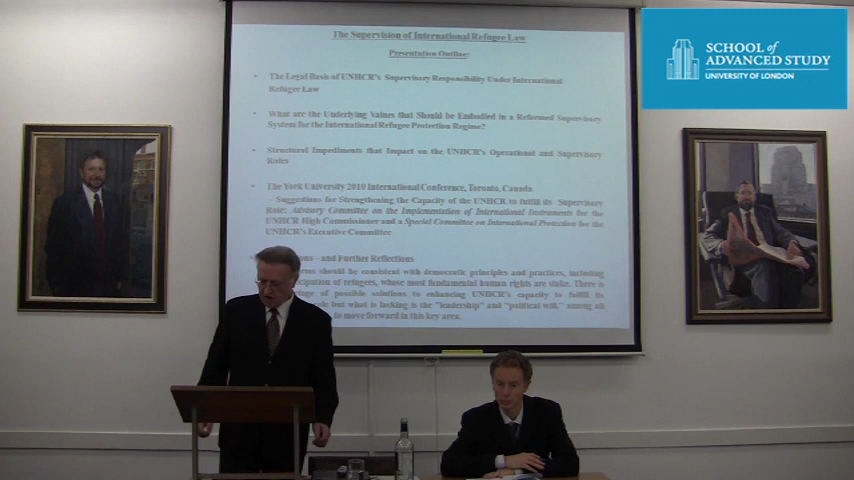 The Supervision of International Refugee Law
Presentation Outline:
• The Legal Basis of UNHCR's Supervisory Responsibility Under International
Refugee Law
• What are the Underlying Values that Should be Embodied in a Reformed Supervisory
System for the International Refugee Protection Regime?
• Structural Impediments that Impact on the UNHCR's Operational and Supervisory
Roles
• The York University 2010 International Conference, Toronto, Canada
– Suggestions for Strengthening the Capacity of the UNHCR to fulfil its Supervisory
Role: Advisory Committee on the Implementation of International Instruments for the
UNHCR High Commissioner and a Special Committee on International Protection for the
UNHCR's Executive Committee
– and Further Reflections
should be consistent with democratic principles and practices, including
of refugees, whose most fundamental human rights are stake. There is
of possible solutions to enhancing UNHCR's capacity to fulfil its
but what is lacking is the "leadership" and "political will," among all
to move forward in this key area.
SCHOOL of
ADVANCED STUDY
UNIVERSITY OF LONDON